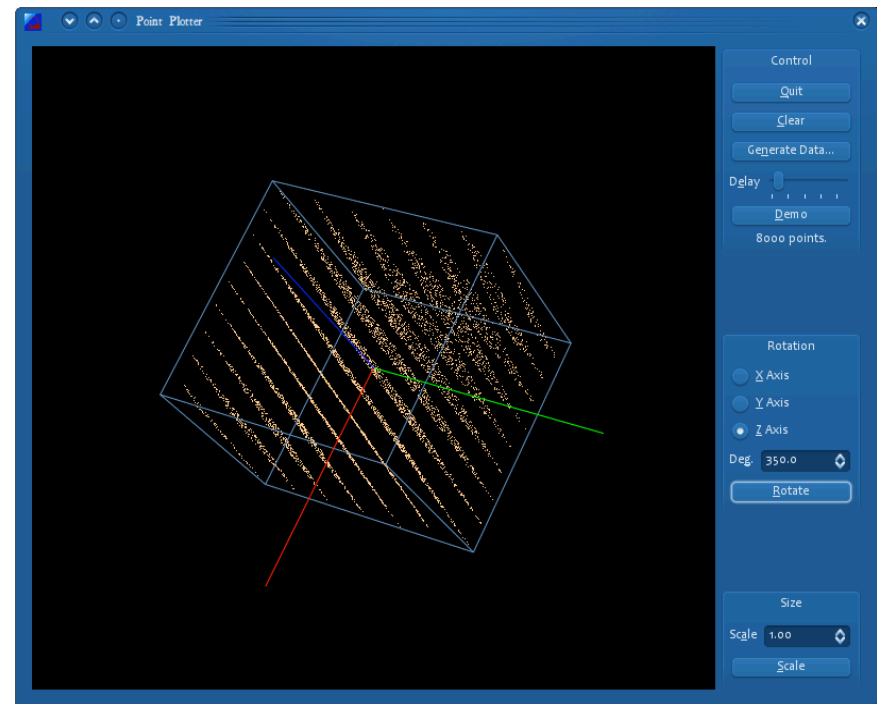 Point Plotter
Control
Quit
Clear
Generate Data...
Delay
Demo
8000 points.
Rotation
X Axis
Y Axis
Z Axis
Deg. 350.0
Rotate
Size
Scale 1.00
Scale